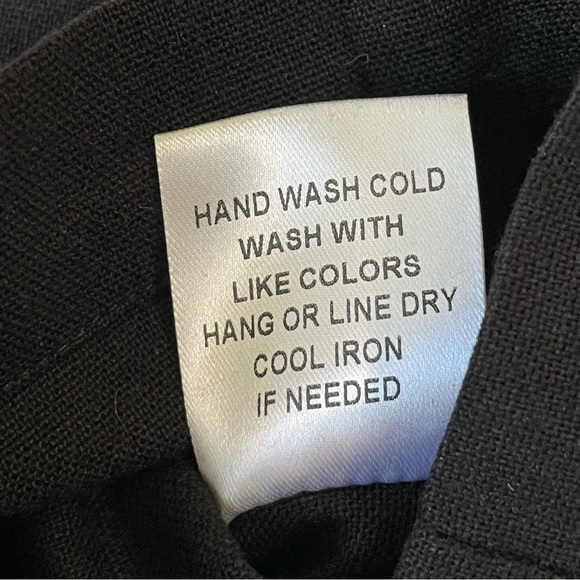 HAND WASH COLD
WASH WITH
LIKE COLORS
HANG OR LINE DRY
COOL IRON
IF NEEDED